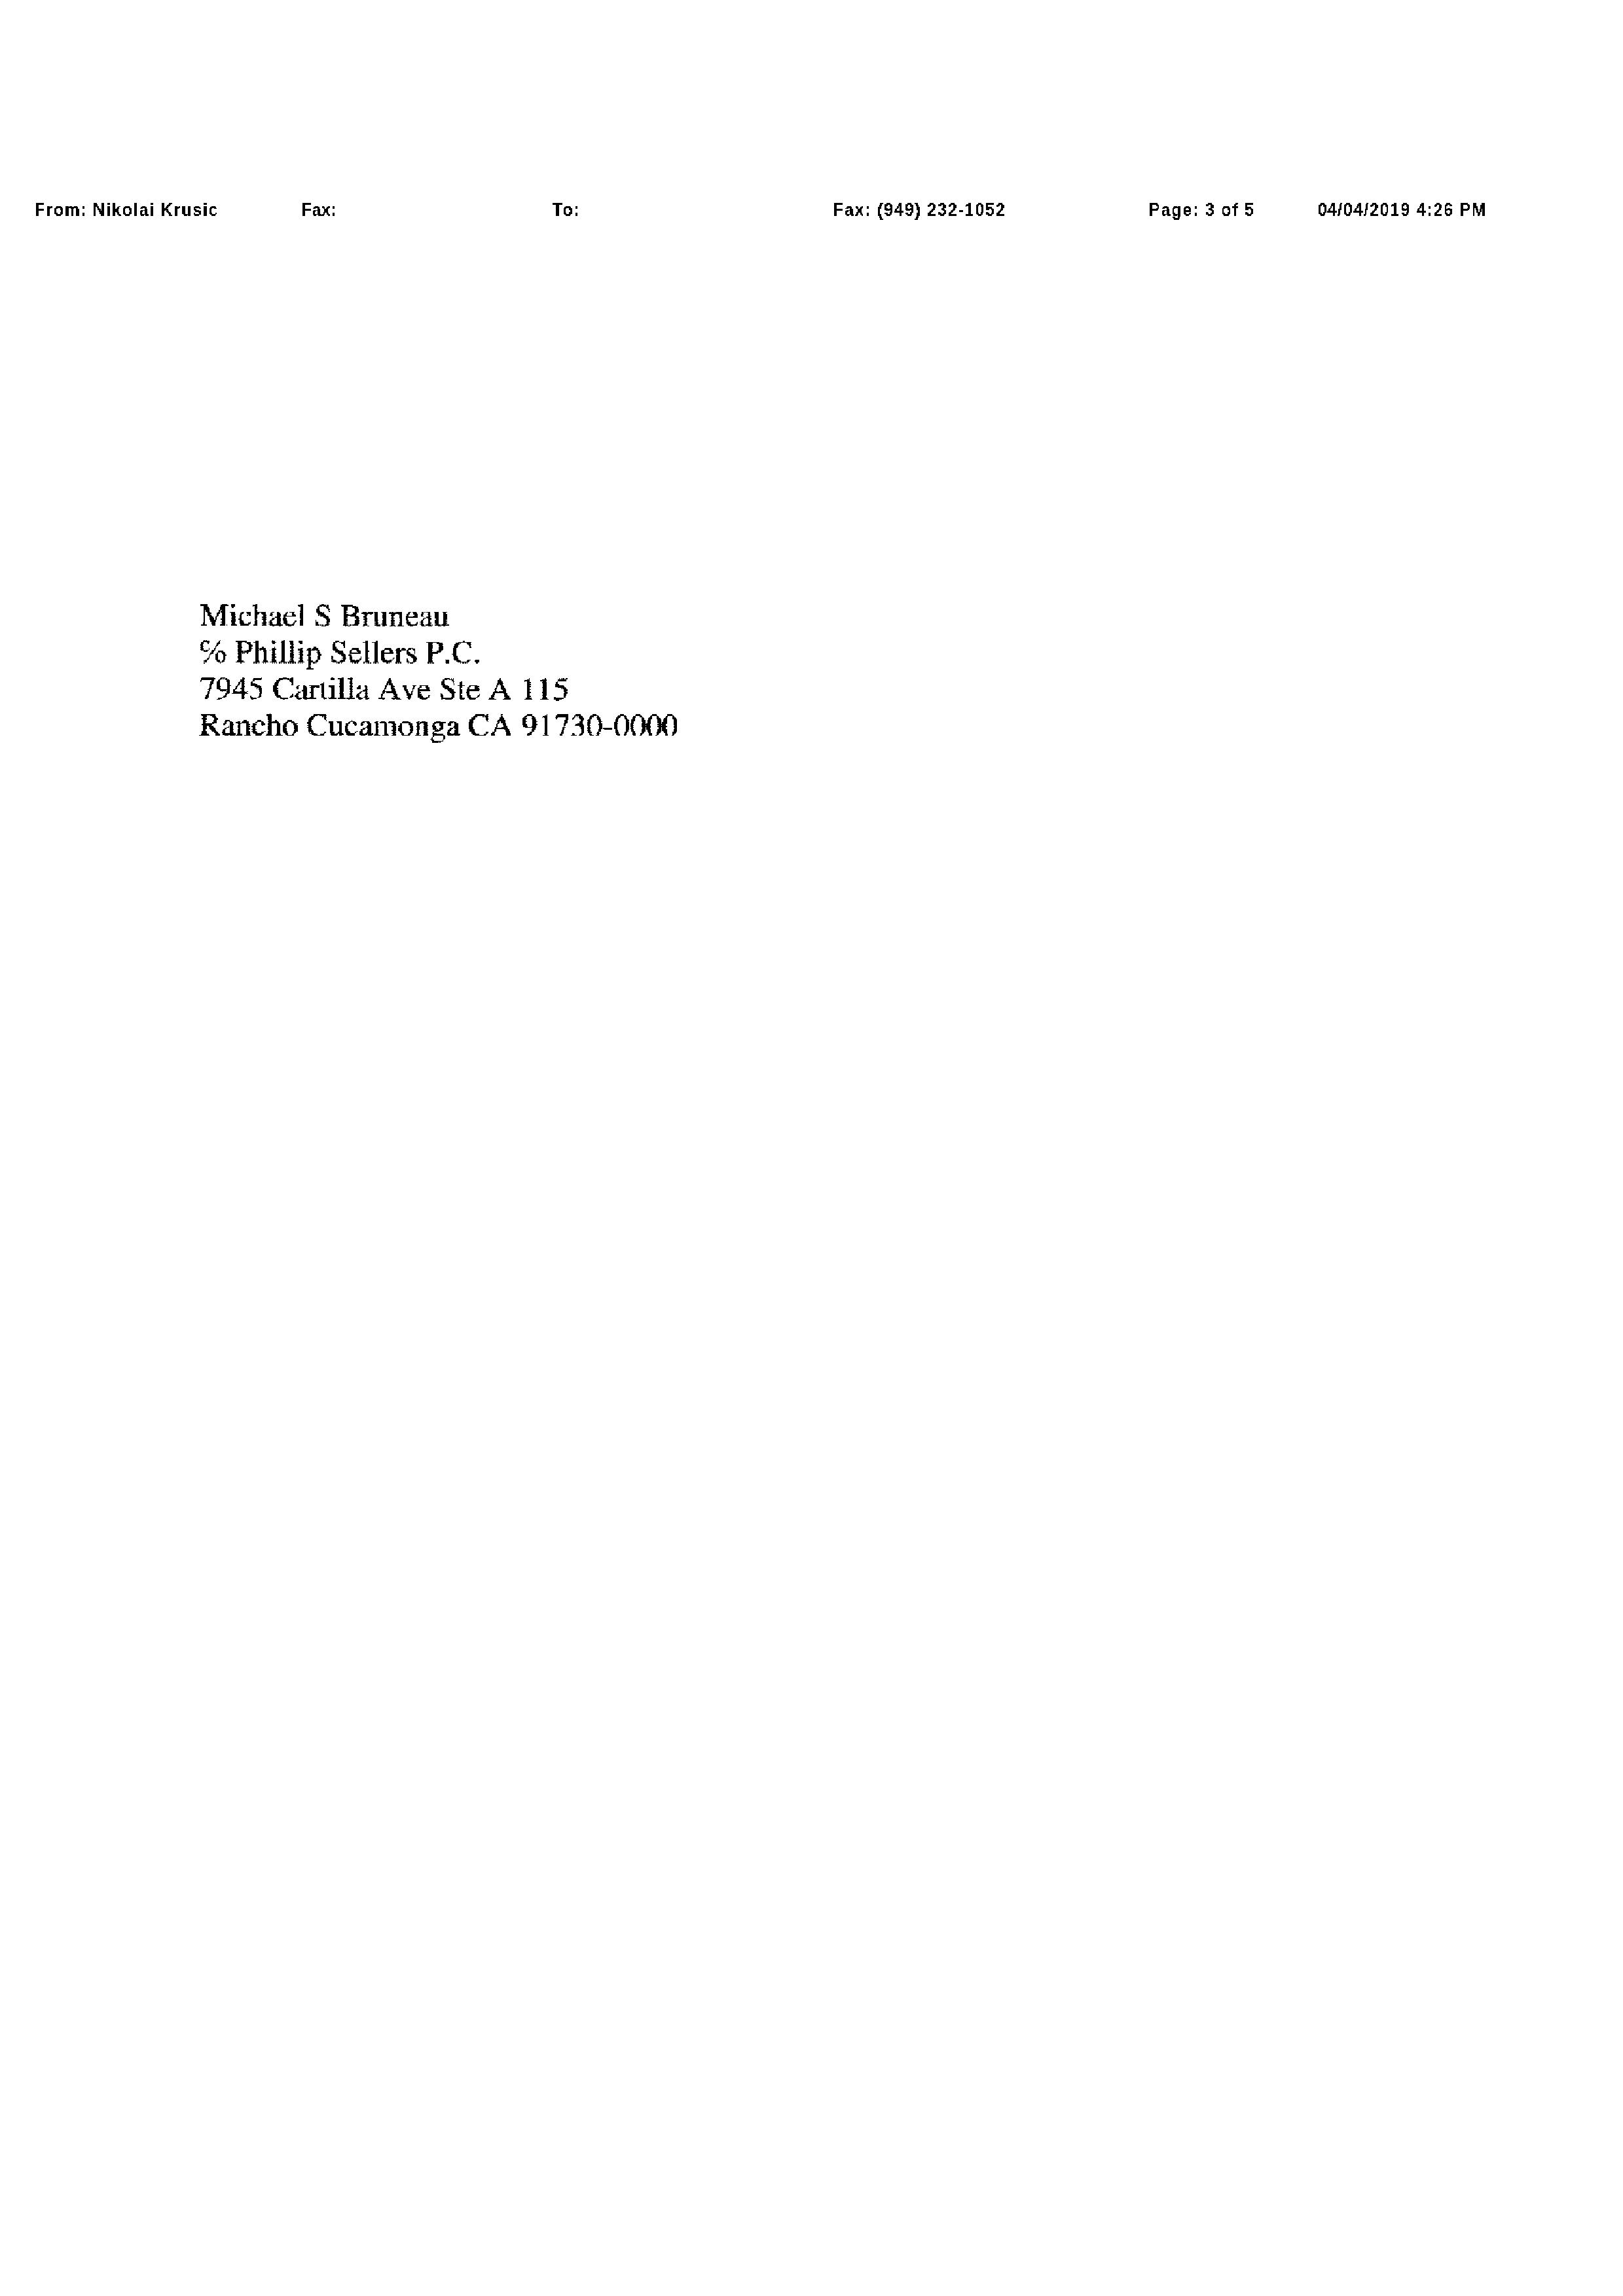 From: Nikolai Krusic Fax: To: Fax: (949) 232-1052 Page: 3 of 5 04/04/2019 4:26 PM
Michael S Bruneau
℅ Phillip Sellers P.C.
7945 Cartilla Ave Ste A 115
Rancho Cucamonga CA 91730-0000